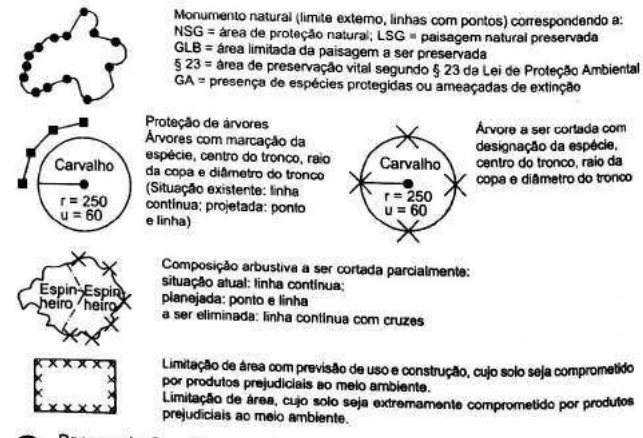 Monumento natural (limite externo, linhas com pontos) correspondendo a:
NSG = área de proteção natural; LSG = paisagem natural preservada
GLB = área limitada da paisagem a ser preservada
§ 23 = área de preservação vital segundo § 23 da Lei de Proteção Ambiental
GA = presença de espécies protegidas ou ameaçadas de extinção
Proteção de árvores
Árvores com marcação da
espécie, centro do tronco, raio
da copa e diâmetro do tronco
(Situação existente: linha
contínua; projetada: ponto
e linha)
Carvalho
r = 250
u = 60
Carvalho
r = 250
u = 60
Árvore a ser cortada com
designação da espécie,
centro do tronco, raio da
copa e diâmetro do tronco
Espin-
heiro
Espin-
heiro
Composição arbustiva a ser cortada parcialmente:
situação atual: linha contínua;
planejada: ponto e linha
a ser eliminada: linha contínua com cruzes
Limitação de área com previsão de uso e construção, cujo solo seja comprometido
por produtos prejudiciais ao meio ambiente.
Limitação de área, cujo solo seja extremamente comprometido por produtos
prejudiciais ao meio ambiente.